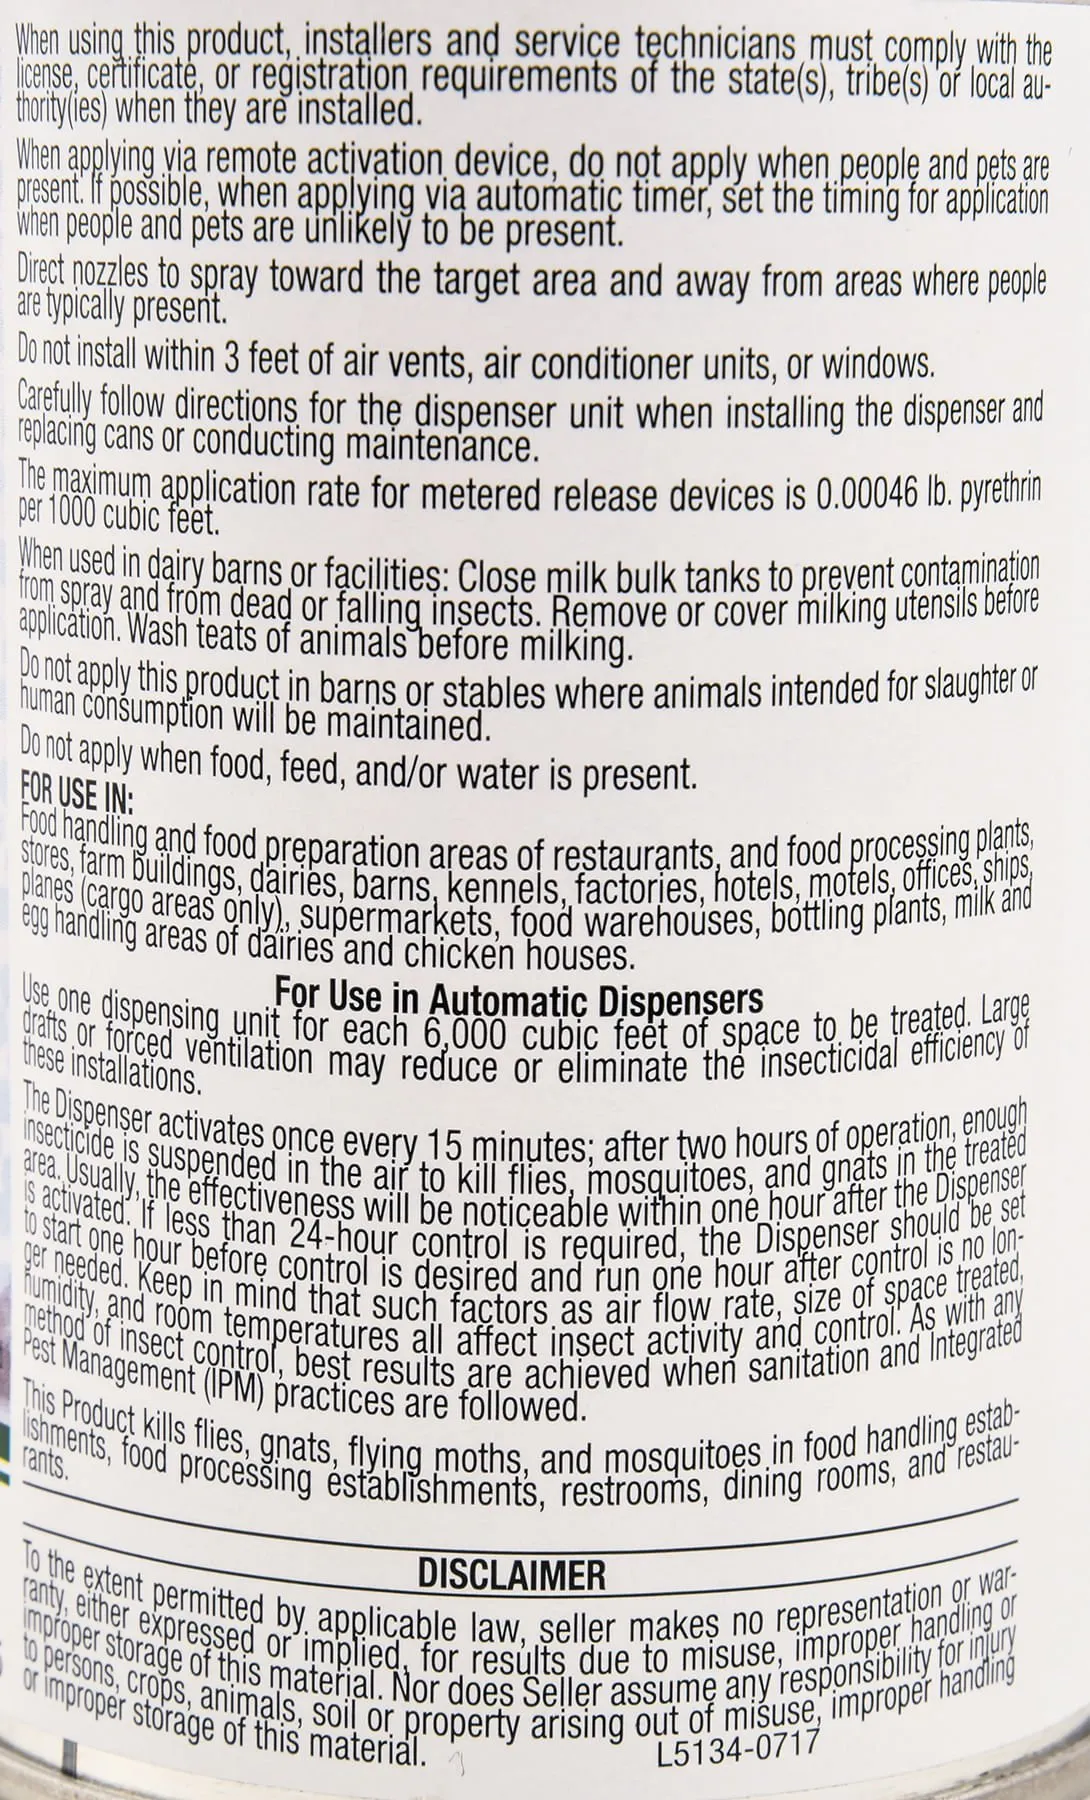 When using this product, installers and service technicians must comply with the
license, certificate, or registration requirements of the state(s), tribe(s) or local au-
thority(ies) when they are installed.
When applying via remote activation device, do not apply when people and pets are
present. If possible, when applying via automatic timer, set the timing for application
when people and pets are unlikely to be present.
Direct nozzles to spray toward the target area and away from areas where people
are typically present.
Do not install within 3 feet of air vents, air conditioner units, or windows.
Carefully follow directions for the dispenser unit when installing the dispenser and
replacing cans or conducting maintenance.
The maximum application rate for metered release devices is 0.00046 lb. pyrethrin
per 1000 cubic feet.
When used in dairy barns or facilities: Close milk bulk tanks to prevent contamination
from spray and from dead or falling insects. Remove or cover milking utensils before
application. Wash teats of animals before milking.
Do not apply this product in barns or stables where animals intended for slaughter or
human consumption will be maintained.
Do not apply when food, feed, and/or water is present.
FOR USE IN:
Food handling and food preparation areas of restaurants, and food processing plants,
stores, farm buildings, dairies, barns, kennels, factories, hotels, motels, offices, ships,
planes (cargo areas only), supermarkets, food warehouses, bottling plants, milk and
egg handling areas of dairies and chicken houses.
For Use in Automatic Dispensers
Use one dispensing unit for each 6,000 cubic feet of space to be treated. Large
drafts or forced ventilation may reduce or eliminate the insecticidal efficiency of
these installations.
The Dispenser activates once every 15 minutes; after two hours of operation, enough
insecticide is suspended in the air to kill flies, mosquitoes, and gnats in the treated
area. Usually, the effectiveness will be noticeable within one hour after the Dispenser
is activated. If less than 24-hour control is required, the Dispenser should be set
to start one hour before control is desired and run one hour after control is no lon-
ger needed. Keep in mind that such factors as air flow rate, size of space treated,
humidity, and room temperatures all affect insect activity and control. As with any
method of insect control, best results are achieved when sanitation and Integrated
Pest Management (IPM) practices are followed.
This Product kills flies, gnats, flying moths, and mosquitoes in food handling estab-
lishments, food processing establishments, restrooms, dining rooms, and restau-
rants.
DISCLAIMER
To the extent permitted by applicable law, seller makes no representation or war-
ranty, either expressed or implied, for results due to misuse, improper handling or
improper storage of this material. Nor does Seller assume any responsibility for injury
to persons, crops, animals, soil or property arising out of misuse, improper handling
or improper storage of this material.
L5134-0717